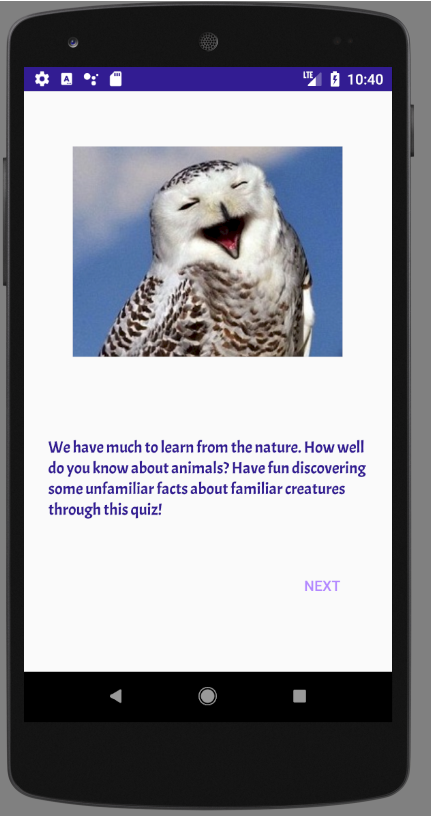 LTE 10:40
We have much to learn from the nature. How well
do you know about animals? Have fun discovering
some unfamiliar facts about familiar creatures
through this quiz!
NEXT